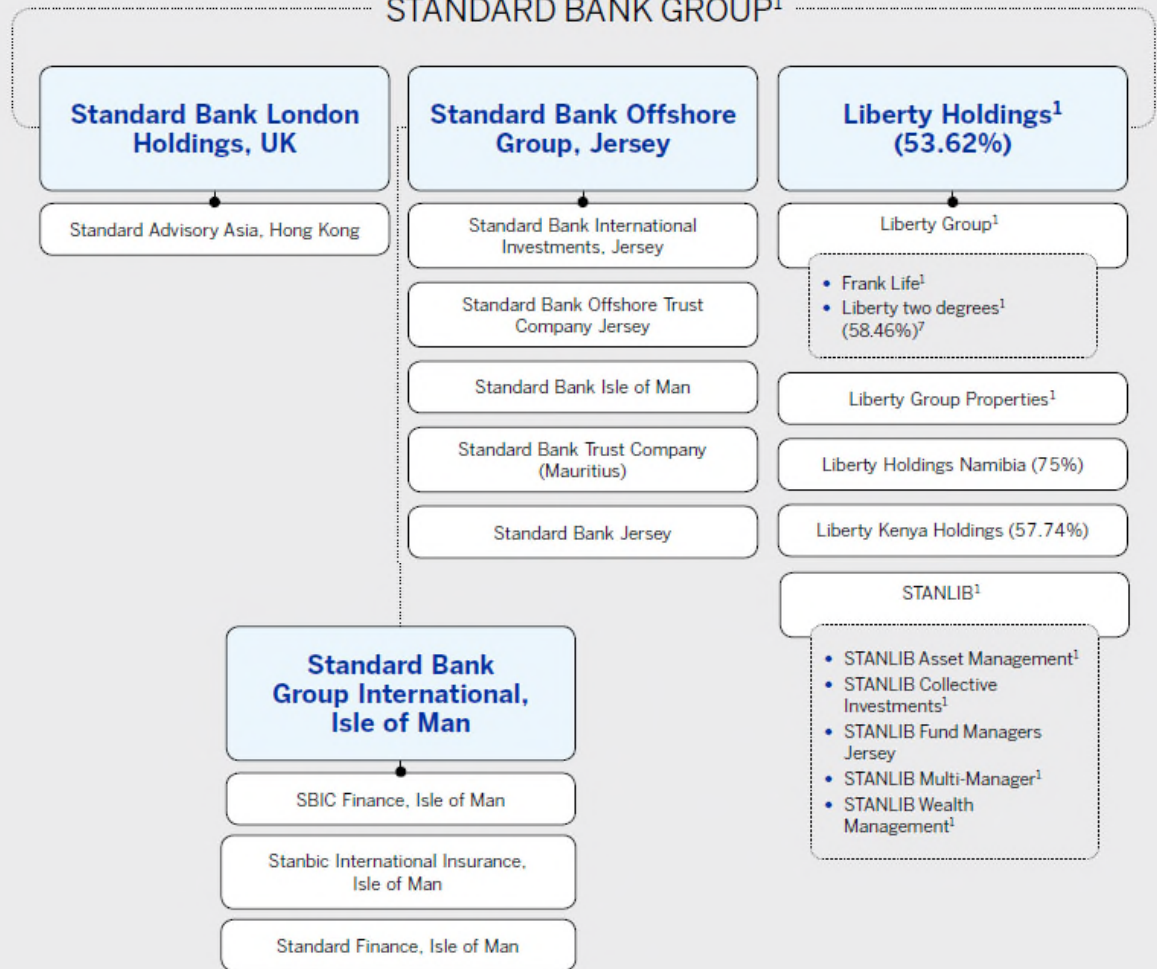 STANDARD BANK GROUP¹
Standard Bank London
Holdings, UK
Standard Advisory Asia, Hong Kong
Standard Bank Offshore
Group, Jersey
Standard Bank International
Investments, Jersey
Standard Bank Offshore Trust
Company Jersey
Standard Bank Isle of Man
Standard Bank Trust Company
(Mauritius)
Standard Bank Jersey
Liberty Holdings¹
(53.62%)
Liberty Group¹
• Frank Life¹
• Liberty two degrees¹
(58.46%)⁷
Liberty Group Properties¹
Liberty Holdings Namibia (75%)
Liberty Kenya Holdings (57.74%)
STANLIB¹
• STANLIB Asset Management¹
• STANLIB Collective
Investments¹
• STANLIB Fund Managers
Jersey
• STANLIB Multi-Manager¹
• STANLIB Wealth
Management¹
Standard Bank
Group International,
Isle of Man
SBIC Finance, Isle of Man
Stanbic International Insurance,
Isle of Man
Standard Finance, Isle of Man